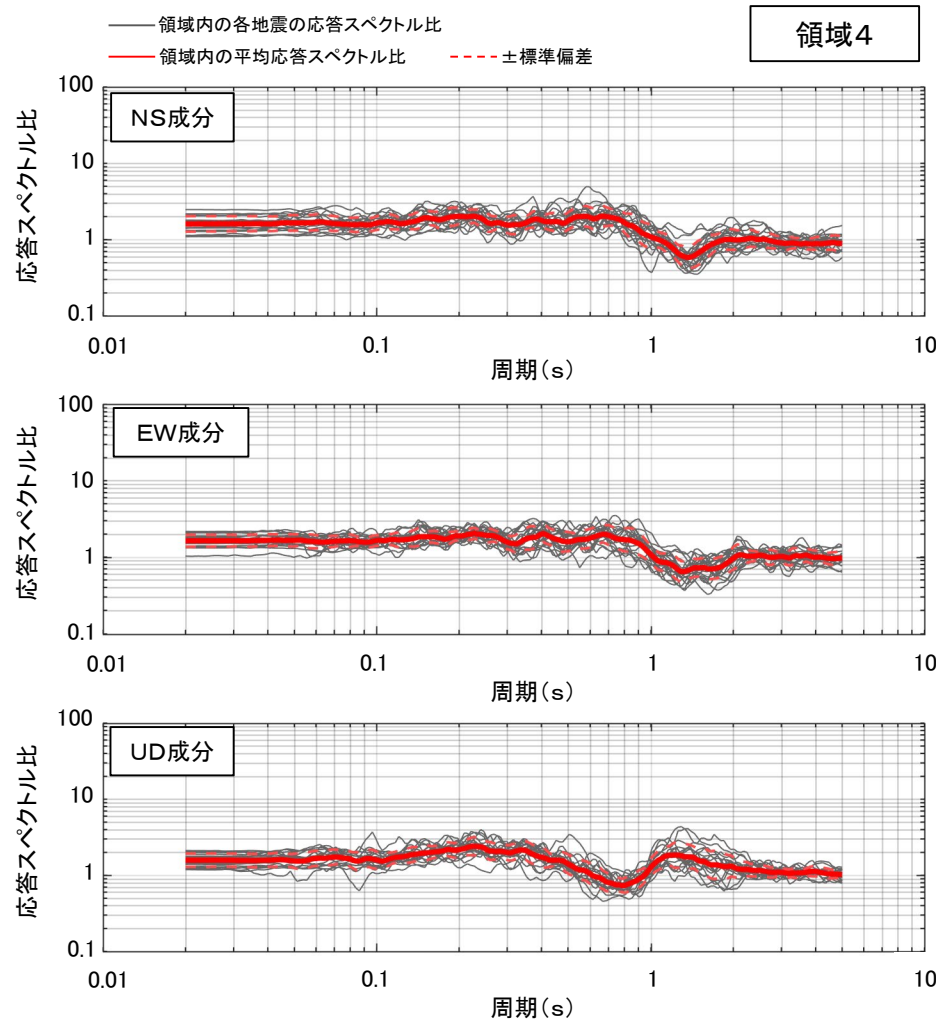 領域内の各地震の応答スペクトル比
領域4
領域内の平均応答スペクトル比 ±標準偏差
NS成分
応答スペクトル比
100
10
1
0.1
0.01 0.1 1 10
周期(s)
EW成分
応答スペクトル比
100
10
1
0.1
0.01 0.1 1 10
周期(s)
UD成分
応答スペクトル比
100
10
1
0.1
0.01 0.1 1 10
周期(s)